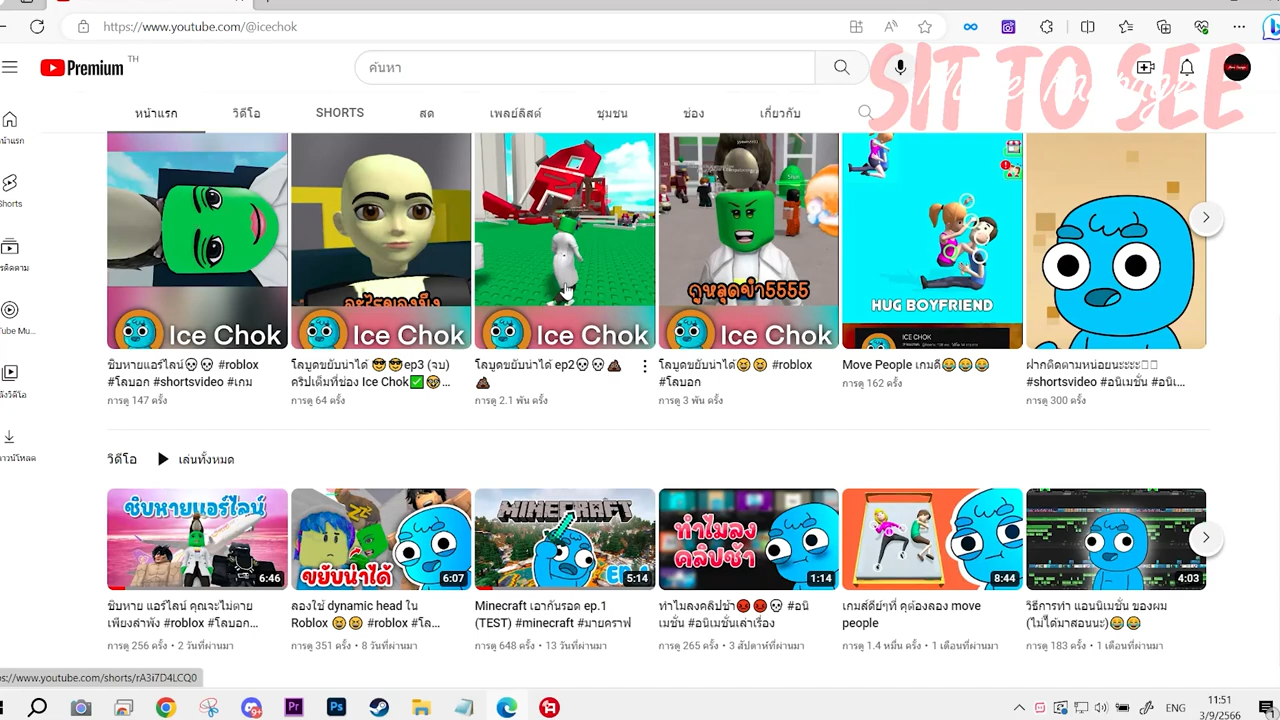 https://www.youtube.com/@icechok
SIT TO SEE
Premium TH
ค้นหา
หน้าแรก
วิดีโอ
SHORTS
สด
เพลย์ลิสต์
ชุมชน
ช่อง
เกี่ยวกับ
Shorts
กูหลุดขำ5555
HUG BOYFRIEND
Ice Chok
Ice Chok
Ice Chok
Ice Chok
ICE CHOK
ชิบหายแอร์ไลน์💀💀 #roblox
#โลบอก #shortsvideo #เกม
การดู 147 ครั้ง
โลบูดขยับน่าได้ 😎😎ep3 (จบ)
คริปเต็มที่ช่อง Ice Chok✅ 🤓...
การดู 64 ครั้ง
โลบูดขยับน่าได้ ep2💀💀💩
💩
การดู 2.1 พัน ครั้ง
โลบูดขยับน่าได้😆😆 #roblox
#โลบอก
การดู 3 พัน ครั้ง
Move People เกมดี😂😂😂
การดู 162 ครั้ง
ฝากติดตามหน่อยนะะะะ
#shortsvideo #อนิเมชั่น #อนิเ...
การดู 300 ครั้ง
วิดีโอ
เล่นทั้งหมด
ชิบหายแอร์ไลน์
6:46
ขยับน่าได้
6:07
MINECRAFT
5:14
ทำไมลง
คลิปช้า
1:14
8:44
4:03
ชิบหาย แอร์ไลน์ คุณจะไม่ตาย
เพียงลำพัง #roblox #โลบอก...
การดู 256 ครั้ง • 2 วันที่ผ่านมา
ลองใช้ dynamic head ใน
Roblox 😆😆 #roblox #โล...
การดู 351 ครั้ง • 8 วันที่ผ่านมา
Minecraft เอากันรอด ep.1
(TEST) #minecraft #มายคราฟ
การดู 648 ครั้ง • 13 วันที่ผ่านมา
ทำไมลงคลิปช้า😡😡💀 #อนิ
เมชั่น #อนิเมชั่นเล่าเรื่อง
การดู 265 ครั้ง • 3 สัปดาห์ที่ผ่านมา
เกมส์ดีย์ๆที่ คุต้องลอง move
people
การดู 1.4 หมื่น ครั้ง • 1 เดือนที่ผ่านมา
วิธีการทำ แอนนิเมชั่น ของผม
(ไม่ได้มาสอนนะ)😂😂
การดู 183 ครั้ง • 1 เดือนที่ผ่านมา
ps://www.youtube.com/shorts/rA3i7D4LCQ0
ENG
11:51
3/9/2566